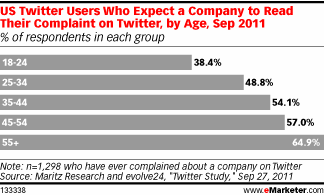 US Twitter Users Who Expect a Company to Read
Their Complaint on Twitter, by Age, Sep 2011
% of respondents in each group
18-24 38.4%
25-34 48.8%
35-44 54.1%
45-54 57.0%
55+ 64.9%
Note: n=1,298 who have ever complained about a company on Twitter
Source: Maritz Research and evolve24, "Twitter Study," Sep 27, 2011
133338 www.eMarketer.com